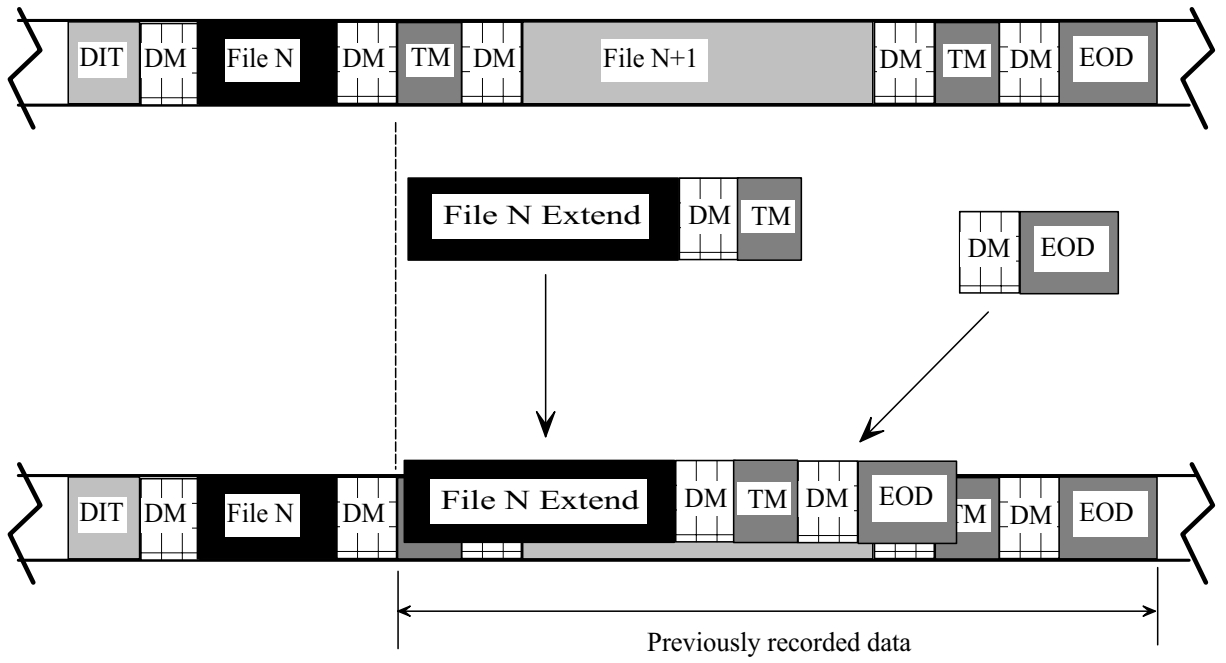 DIT DM File N DM TM DM File N+1 DM TM DM EOD
File N Extend DM TM
DM EOD
DIT DM File N DM File N Extend DM TM DM EOD TM DM EOD
Previously recorded data